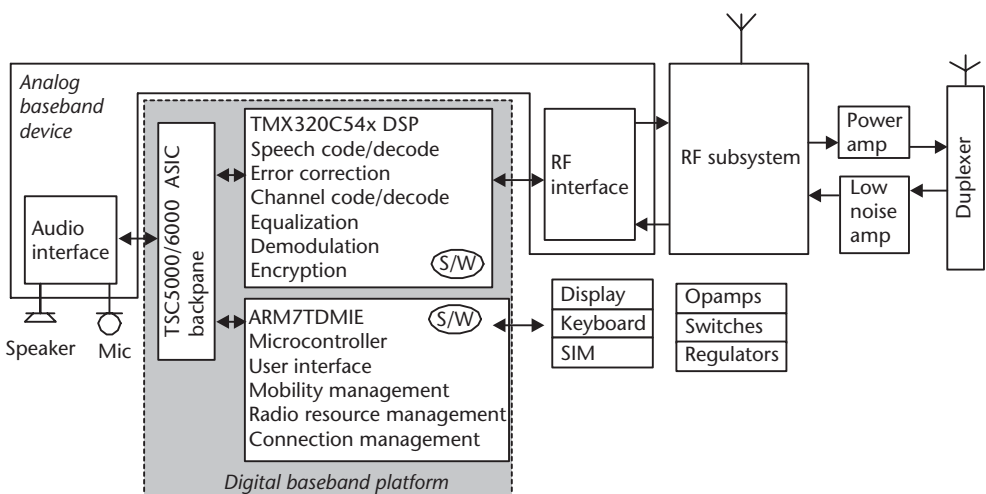 Analog
baseband
device
Audio
interface
Speaker
Mic
TSC5000/6000 ASIC
backpane
TMX320C54x DSP
Speech code/decode
Error correction
Channel code/decode
Equalization
Demodulation
Encryption
S/W
ARM7TDMIE
S/W
Microcontroller
User interface
Mobility management
Radio resource management
Connection management
Digital baseband platform
RF
interface
RF subsystem
Power
amp
Low
noise
amp
Duplexer
Display
Keyboard
SIM
Opamps
Switches
Regulators